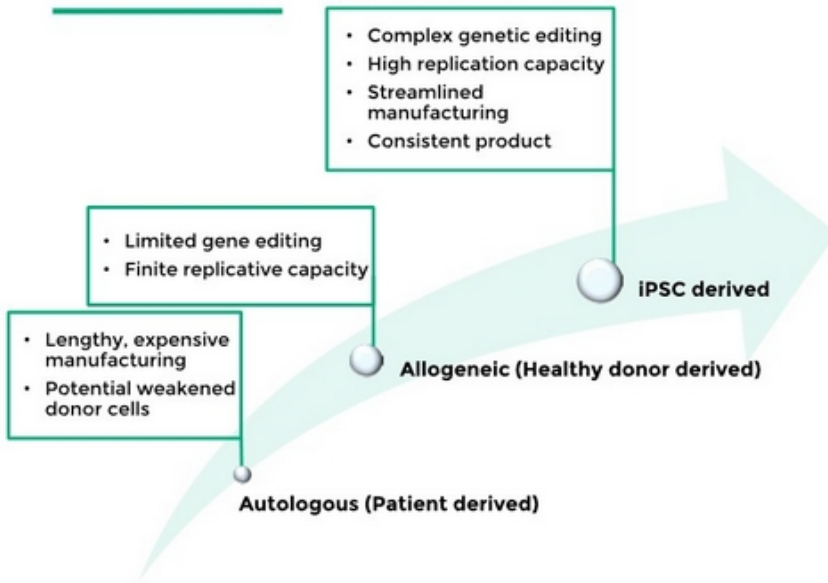 • Complex genetic editing
• High replication capacity
• Streamlined
manufacturing
• Consistent product
• Limited gene editing
• Finite replicative capacity
iPSC derived
• Lengthy, expensive
manufacturing
• Potential weakened
donor cells
Allogeneic (Healthy donor derived)
Autologous (Patient derived)